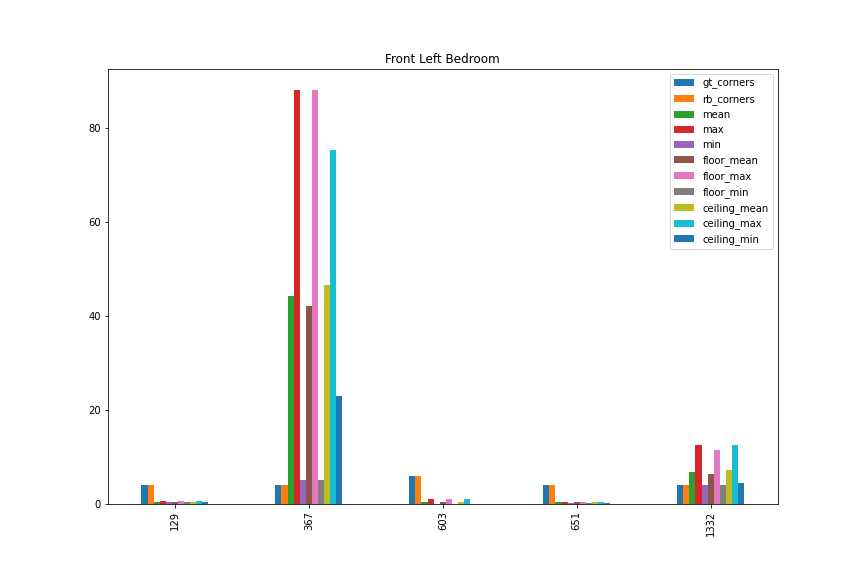 Front Left Bedroom
80
60
40
20
0
129
367
603
651
1332
gt_corners
rb_corners
mean
max
min
floor_mean
floor_max
floor_min
ceiling_mean
ceiling_max
ceiling_min